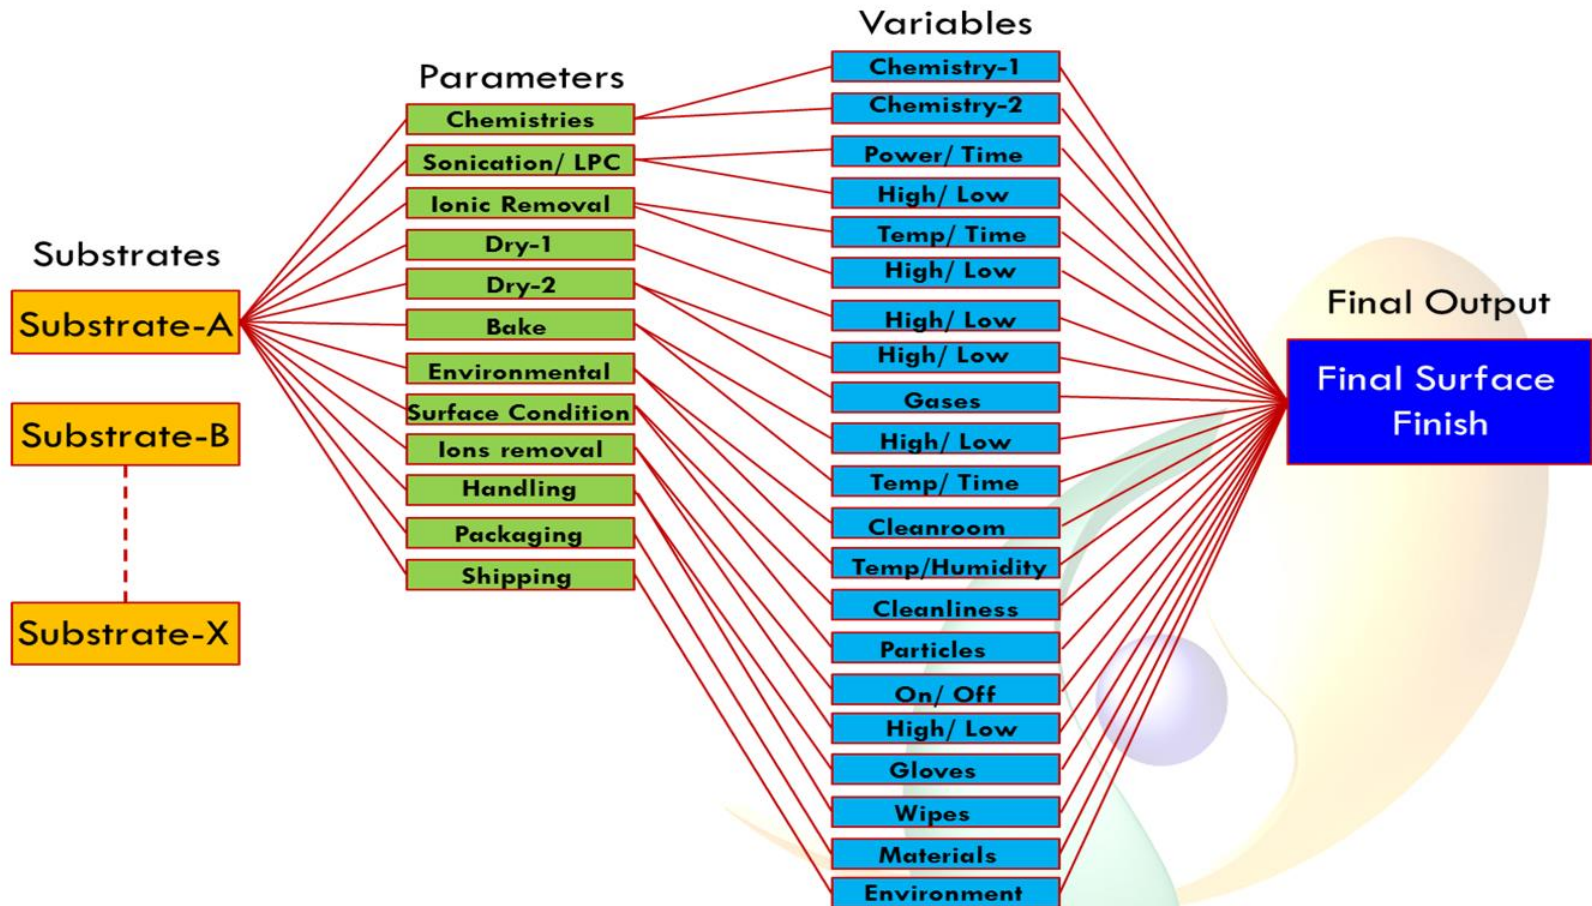 Substrates
Substrate-A
Substrate-B
Substrate-X
Parameters
Chemistries
Sonication/ LPC
Ionic Removal
Dry-1
Dry-2
Bake
Environmental
Surface Condition
Ions removal
Handling
Packaging
Shipping
Variables
Chemistry-1
Chemistry-2
Power/ Time
High/ Low
Temp/ Time
High/ Low
High/ Low
High/ Low
Gases
High/ Low
Temp/ Time
Cleanroom
Temp/Humidity
Cleanliness
Particles
On/ Off
High/ Low
Gloves
Wipes
Materials
Environment
Final Output
Final Surface
Finish